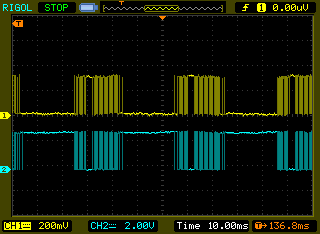 RIGOL STOP T 1 0.00uV
T
1
2
CH1 200mV CH2 2.00V Time 10.00ms T→136.8ms